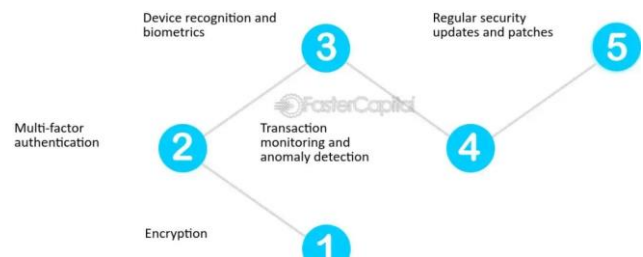 Device recognition and
biometrics
3
Regular security
updates and patches
5
FasterCapital
Multi-factor
authentication
2
Transaction
monitoring and
anomaly detection
4
Encryption
1